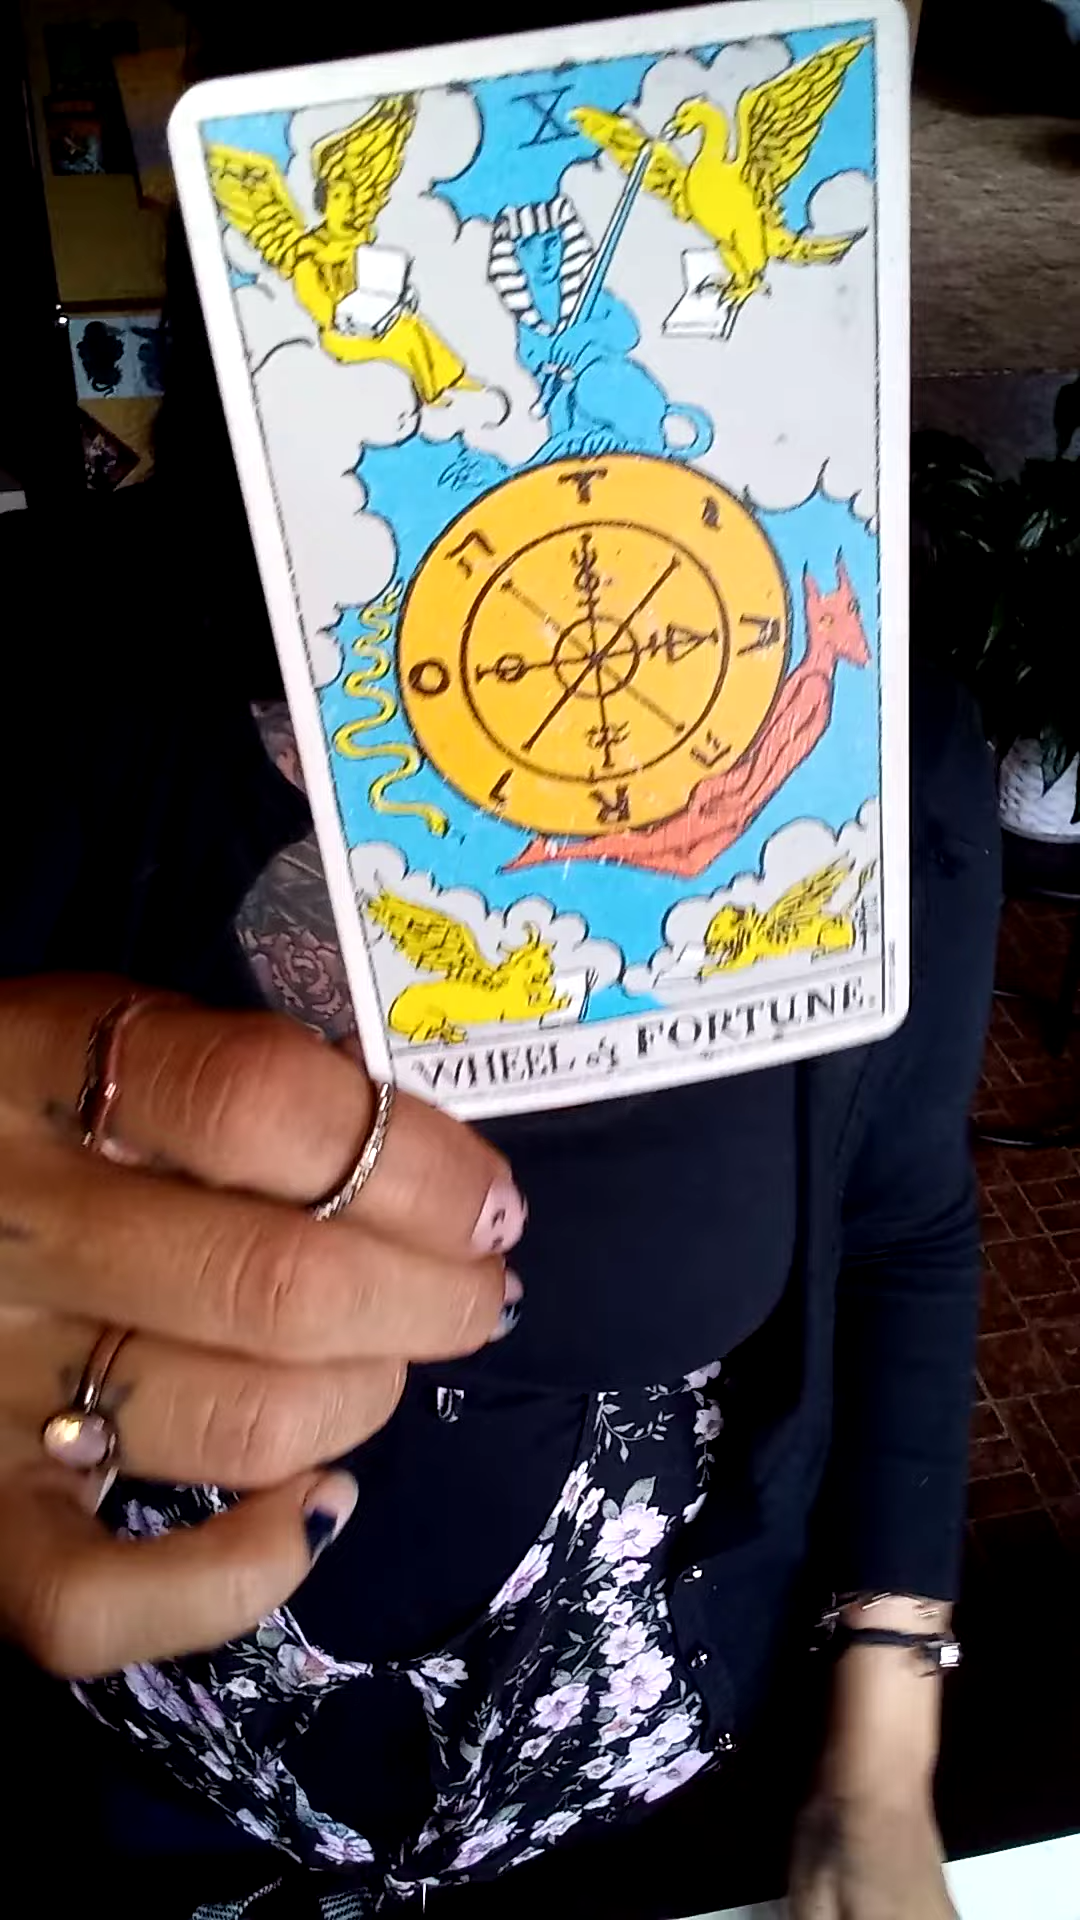 X
T
ה
י
A
O
ו
ה
R
WHEEL of FORTUNE.